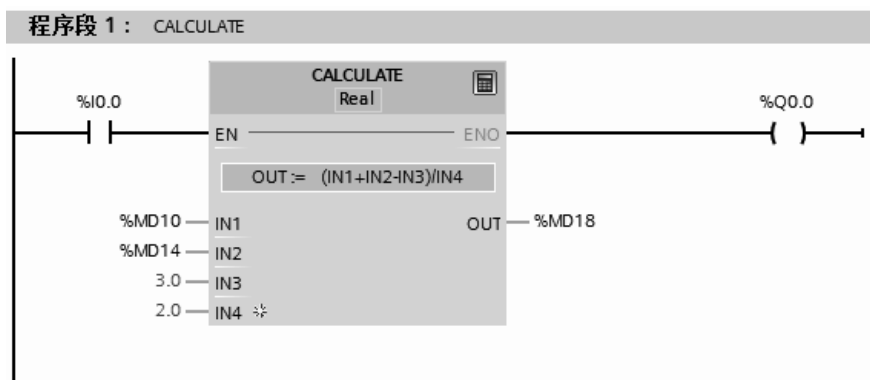 程序段 1： CALCULATE
CALCULATE
Real
%I0.0
%Q0.0
EN
ENO
OUT := (IN1+IN2-IN3)/IN4
%MD10 IN1
OUT %MD18
%MD14 IN2
3.0 IN3
2.0 IN4